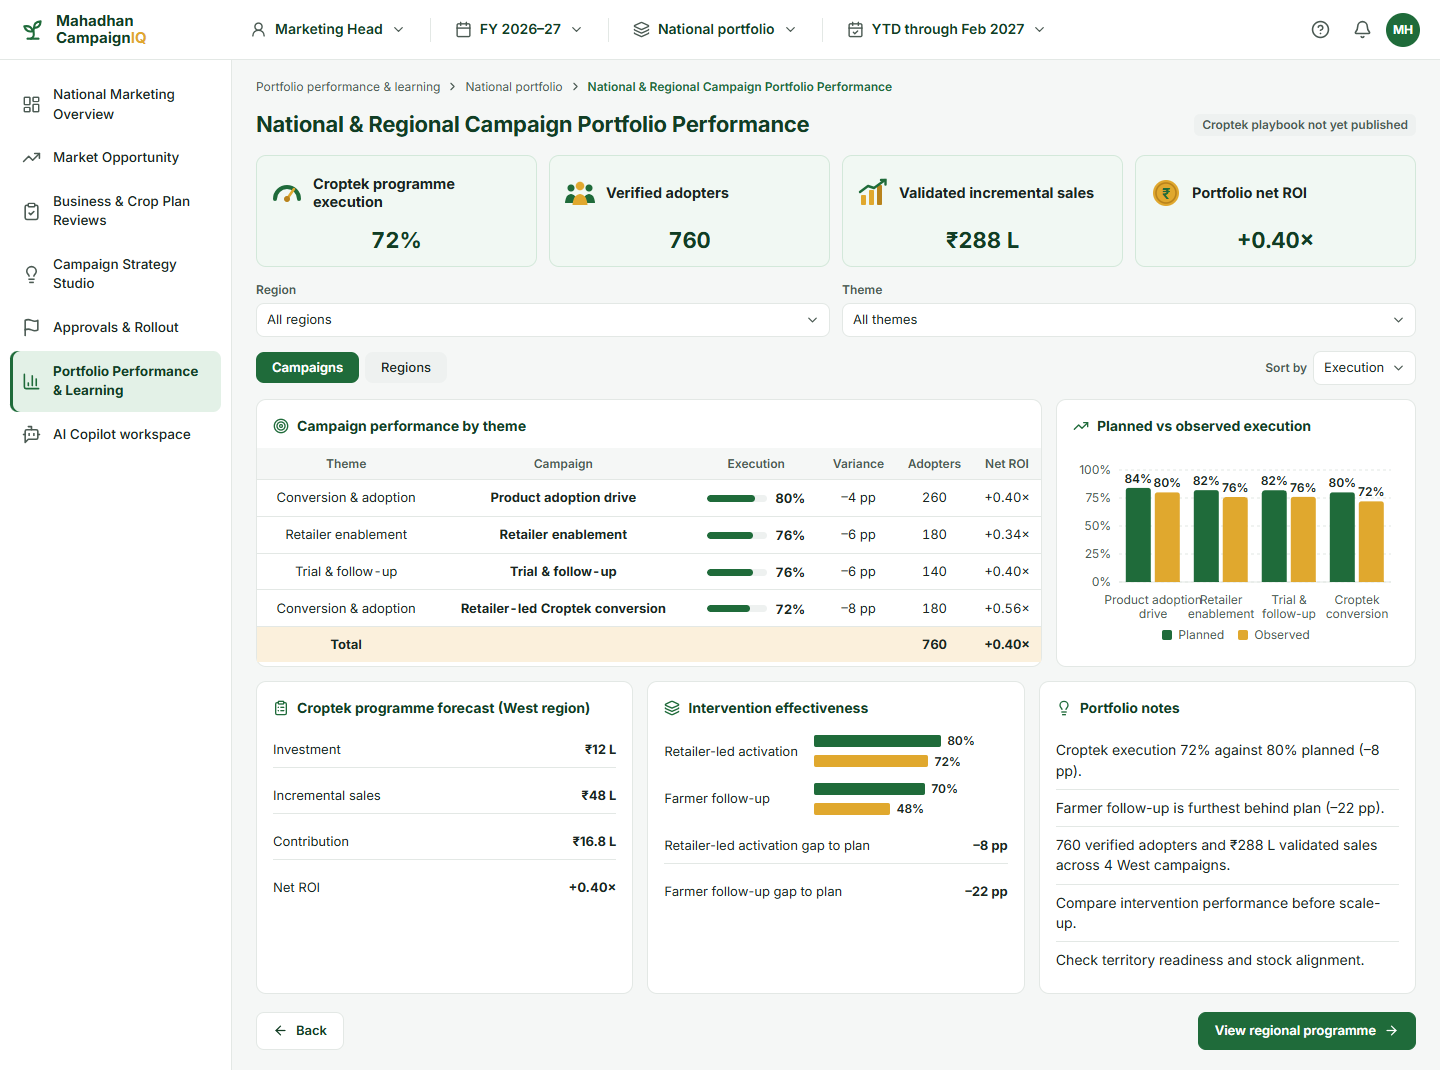 Mahadhan
CampaignIQ
Marketing Head
FY 2026–27
National portfolio
YTD through Feb 2027
MH
National Marketing
Overview
Market Opportunity
Business & Crop Plan
Reviews
Campaign Strategy
Studio
Approvals & Rollout
Portfolio Performance
& Learning
AI Copilot workspace
Portfolio performance & learning > National portfolio > National & Regional Campaign Portfolio Performance
National & Regional Campaign Portfolio Performance
Croptek playbook not yet published
Croptek programme
execution
72%
Verified adopters
760
Validated incremental sales
₹288 L
₹
Portfolio net ROI
+0.40×
Region
All regions
Theme
All themes
Campaigns
Regions
Sort by
Execution
Campaign performance by theme
Theme Campaign Execution Variance Adopters Net ROI
Conversion & adoption Product adoption drive 80% −4 pp 260 +0.40×
Retailer enablement Retailer enablement 76% −6 pp 180 +0.34×
Trial & follow-up Trial & follow-up 76% −6 pp 140 +0.40×
Conversion & adoption Retailer-led Croptek conversion 72% −8 pp 180 +0.56×
Total 760 +0.40×
Planned vs observed execution
100%
75%
50%
25%
0%
84% 80% 82% 76% 82% 76% 80% 72%
Product adoption
drive
Retailer
enablement
Trial &
follow-up
Croptek
conversion
Planned
Observed
Croptek programme forecast (West region)
Investment ₹12 L
Incremental sales ₹48 L
Contribution ₹16.8 L
Net ROI +0.40×
Intervention effectiveness
Retailer-led activation
80%
72%
Farmer follow-up
70%
48%
Retailer-led activation gap to plan −8 pp
Farmer follow-up gap to plan −22 pp
Portfolio notes
Croptek execution 72% against 80% planned (−8
pp).
Farmer follow-up is furthest behind plan (−22 pp).
760 verified adopters and ₹288 L validated sales
across 4 West campaigns.
Compare intervention performance before scale-
up.
Check territory readiness and stock alignment.
Back
View regional programme